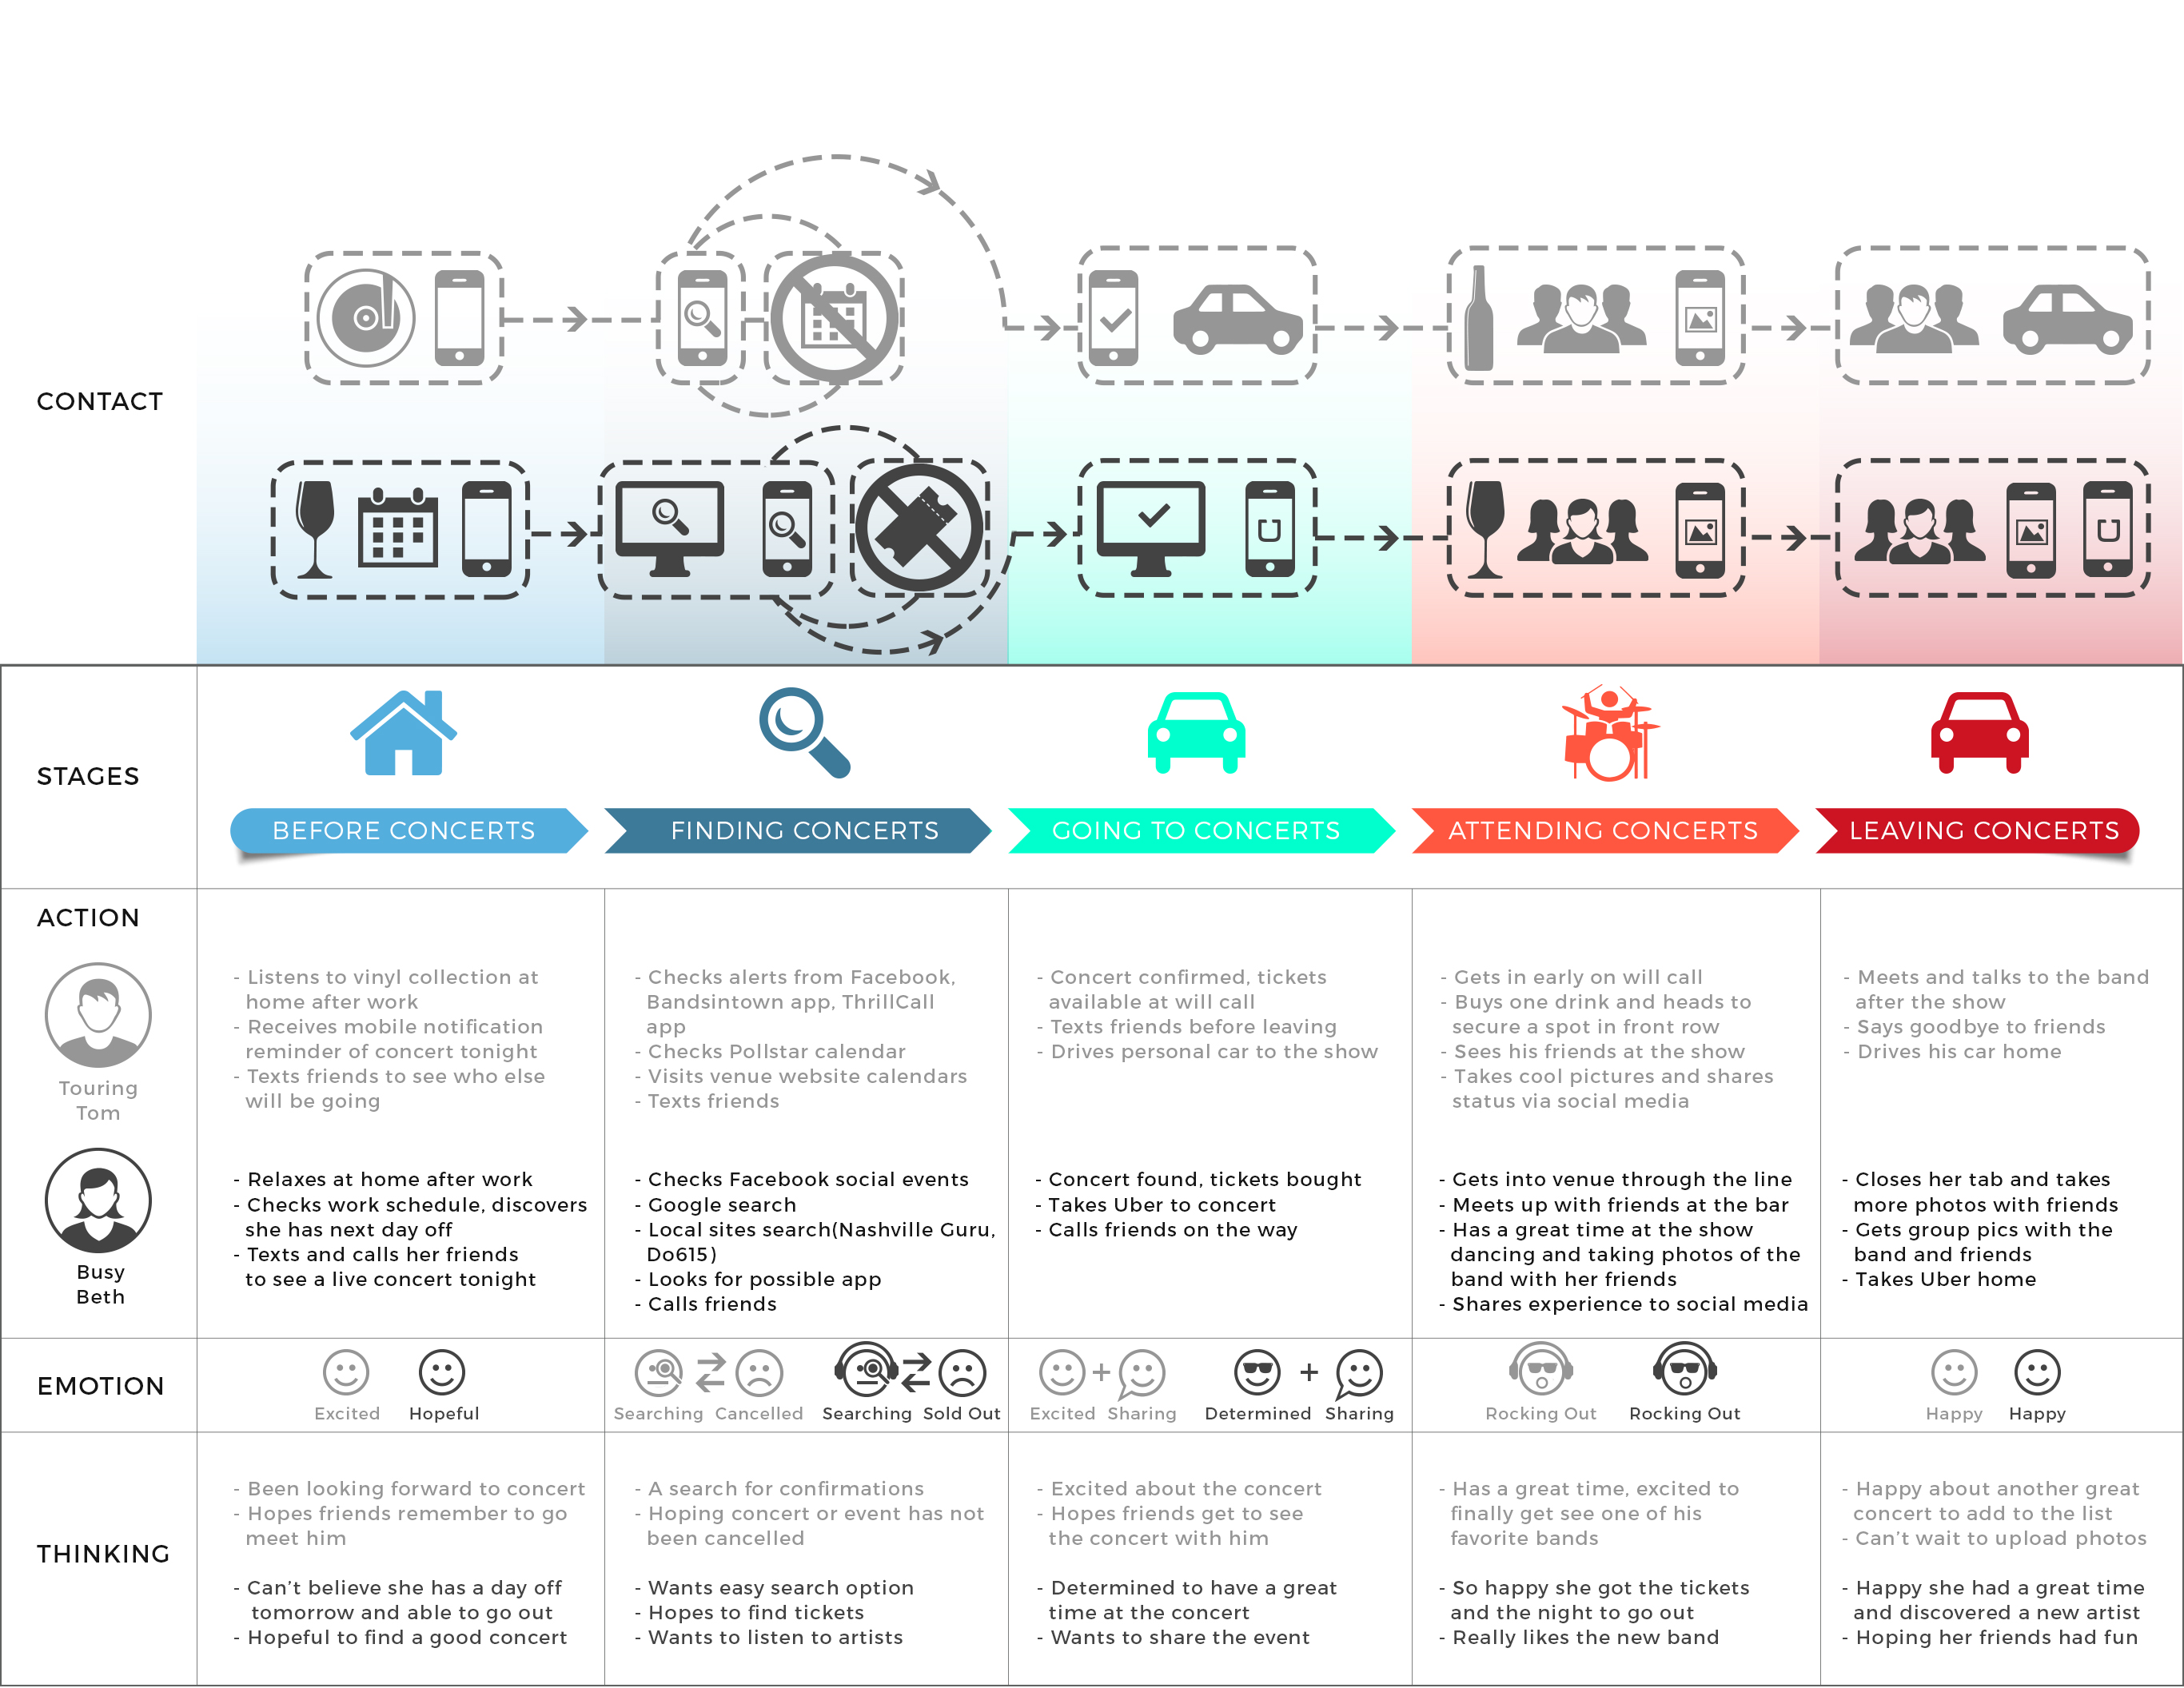 CONTACT
STAGES
BEFORE CONCERTS
FINDING CONCERTS
GOING TO CONCERTS
ATTENDING CONCERTS
LEAVING CONCERTS
ACTION
Touring
Tom
- Listens to vinyl collection at
home after work
- Receives mobile notification
reminder of concert tonight
- Texts friends to see who else
will be going
- Checks alerts from Facebook,
Bandsintown app, ThrillCall
app
- Checks Pollstar calendar
- Visits venue website calendars
- Texts friends
- Concert confirmed, tickets
available at will call
- Texts friends before leaving
- Drives personal car to the show
- Gets in early on will call
- Buys one drink and heads to
secure a spot in front row
- Sees his friends at the show
- Takes cool pictures and shares
status via social media
- Meets and talks to the band
after the show
- Says goodbye to friends
- Drives his car home
Busy
Beth
- Relaxes at home after work
- Checks work schedule, discovers
she has next day off
- Texts and calls her friends
to see a live concert tonight
- Checks Facebook social events
- Google search
- Local sites search(Nashville Guru,
Do615)
- Looks for possible app
- Calls friends
- Concert found, tickets bought
- Takes Uber to concert
- Calls friends on the way
- Gets into venue through the line
- Meets up with friends at the bar
- Has a great time at the show
dancing and taking photos of the
band with her friends
- Shares experience to social media
- Closes her tab and takes
more photos with friends
- Gets group pics with the
band and friends
- Takes Uber home
EMOTION
Excited
Hopeful
Searching
Cancelled
Searching
Sold Out
Excited
Sharing
Determined
Sharing
Rocking Out
Rocking Out
Happy
Happy
THINKING
- Been looking forward to concert
- Hopes friends remember to go
meet him
- Can't believe she has a day off
tomorrow and able to go out
- Hopeful to find a good concert
- A search for confirmations
- Hoping concert or event has not
been cancelled
- Wants easy search option
- Hopes to find tickets
- Wants to listen to artists
- Excited about the concert
- Hopes friends get to see
the concert with him
- Determined to have a great
time at the concert
- Wants to share the event
- Has a great time, excited to
finally get see one of his
favorite bands
- So happy she got the tickets
and the night to go out
- Really likes the new band
- Happy about another great
concert to add to the list
- Can't wait to upload photos
- Happy she had a great time
and discovered a new artist
- Hoping her friends had fun